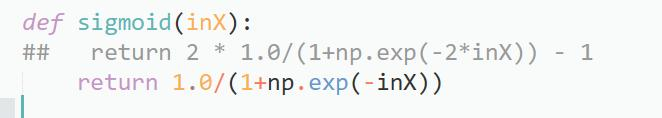 def sigmoid(inX):
##   return 2 * 1.0/(1+np.exp(-2*inX)) - 1
    return 1.0/(1+np.exp(-inX))